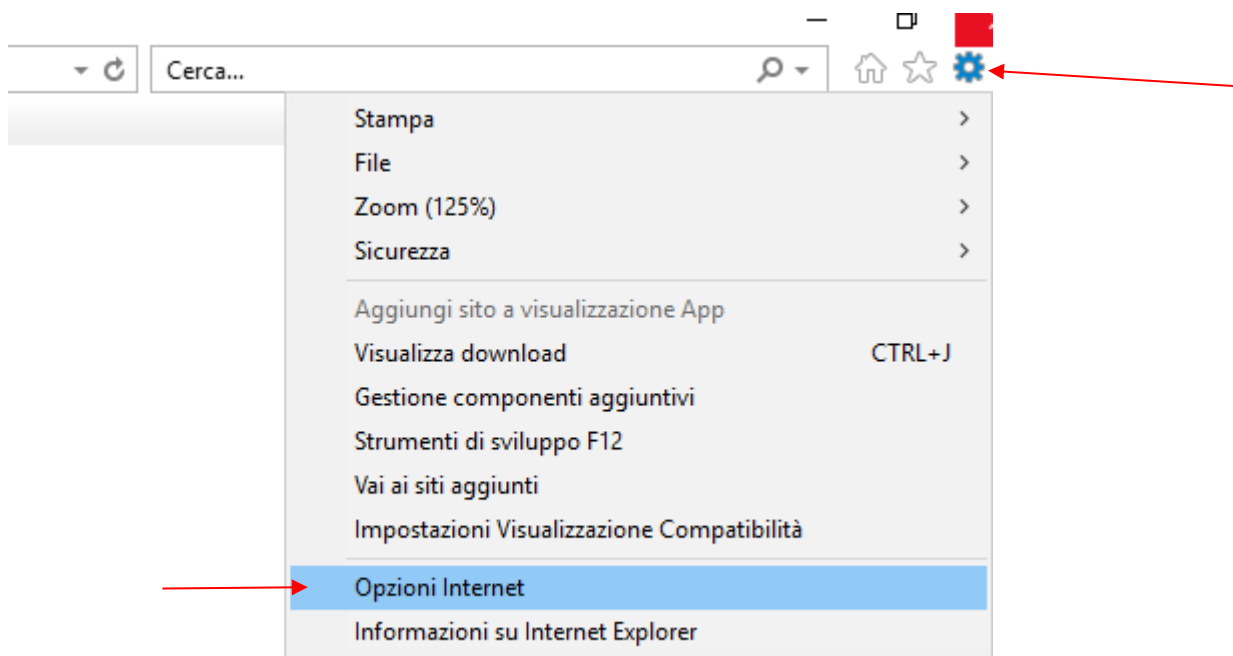 Cerca...
Stampa
File
Zoom (125%)
Sicurezza
Aggiungi sito a visualizzazione App
Visualizza download CTRL+J
Gestione componenti aggiuntivi
Strumenti di sviluppo F12
Vai ai siti aggiunti
Impostazioni Visualizzazione Compatibilità
Opzioni Internet
Informazioni su Internet Explorer